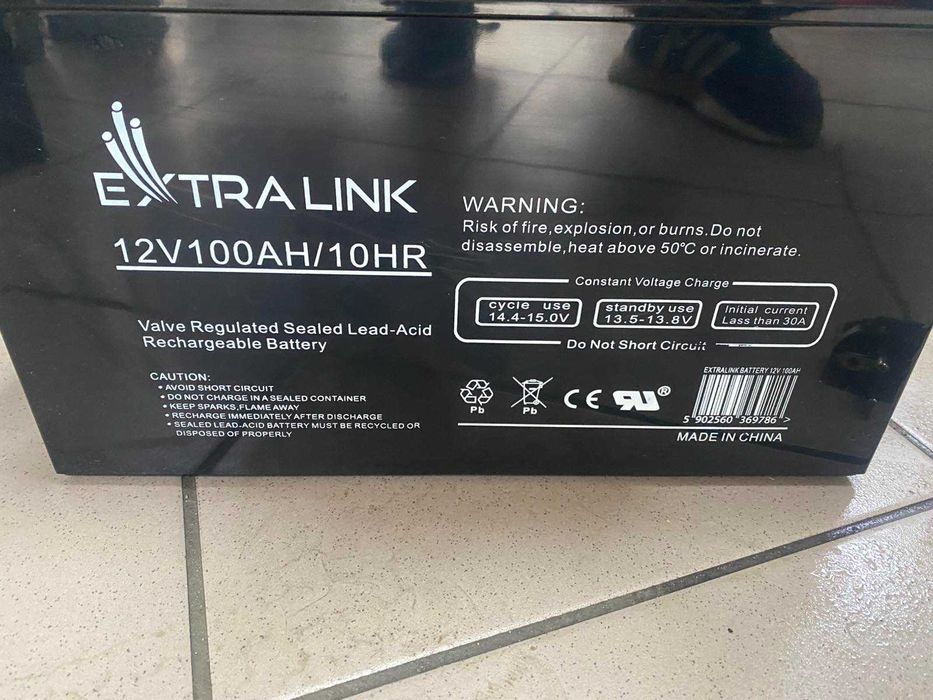 EXTRALINK
12V100AH/10HR
Valve Regulated Sealed Lead-Acid
Rechargeable Battery
CAUTION:
• AVOID SHORT CIRCUIT
• DO NOT CHARGE IN A SEALED CONTAINER
• KEEP SPARKS,FLAME AWAY
• RECHARGE IMMEDIATELY AFTER DISCHARGE
• SEALED LEAD-ACID BATTERY MUST BE RECYCLED OR
DISPOSED OF PROPERLY
WARNING:
Risk of fire,explosion,or burns.Do not
disassemble,heat above 50°C or incinerate.
Constant Voltage Charge
cycle use
14.4-15.0V
standby use
13.5-13.8V
Initial current
Lass than 30A
Do Not Short Circuit
Pb
Pb
CE
RU®
EXTRALINK BATTERY 12V 100AH
5 902560 369786 >
MADE IN CHINA